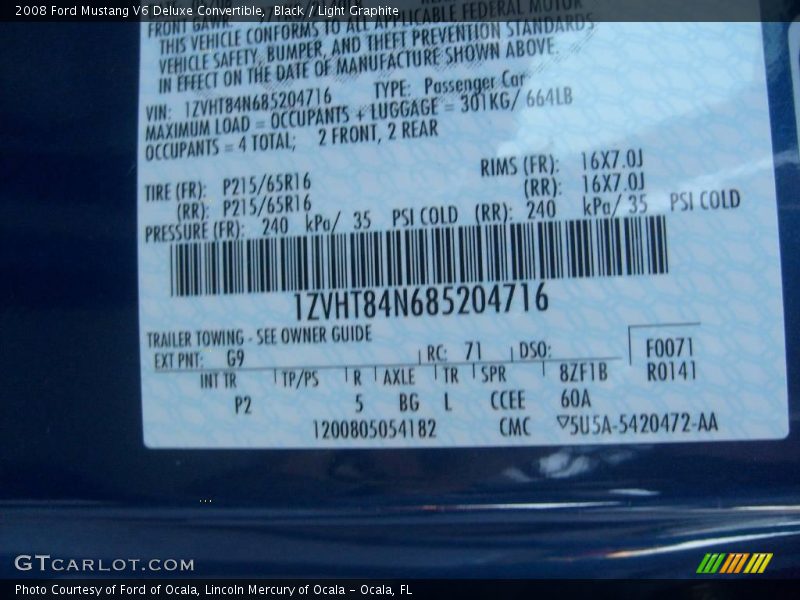 2008 Ford Mustang V6 Deluxe Convertible, Black / Light Graphite
APPLICABLE FEDERAL MOTOR
THIS VEHICLE CONFORMS TO ALL
VEHICLE SAFETY, BUMPER, AND THEFT PREVENTION STANDARDS
IN EFFECT ON THE DATE OF MANUFACTURE SHOWN ABOVE.
VIN: 1ZVHT84N685204716 TYPE: Passenger Car
MAXIMUM LOAD = OCCUPANTS + LUGGAGE = 301KG/ 664LB
OCCUPANTS = 4 TOTAL; 2 FRONT, 2 REAR
RIMS (FR): 16X7.0J
TIRE (FR): P215/65R16 (RR): 16X7.0J
(RR): P215/65R16
PRESSURE (FR): 240 kPa/ 35 PSI COLD (RR): 240 kPa/ 35 PSI COLD
1ZVHT84N685204716
TRAILER TOWING - SEE OWNER GUIDE
EXT PNT: G9 RC: 71 DSO: F0071
INT TR TP/PS R AXLE TR SPR 8ZF1B R0141
P2 5 BG L CCEE 60A
1200805054182 CMC ▽5U5A-5420472-AA
...
GTCARLOT.COM
Photo Courtesy of Ford of Ocala, Lincoln Mercury of Ocala - Ocala, FL